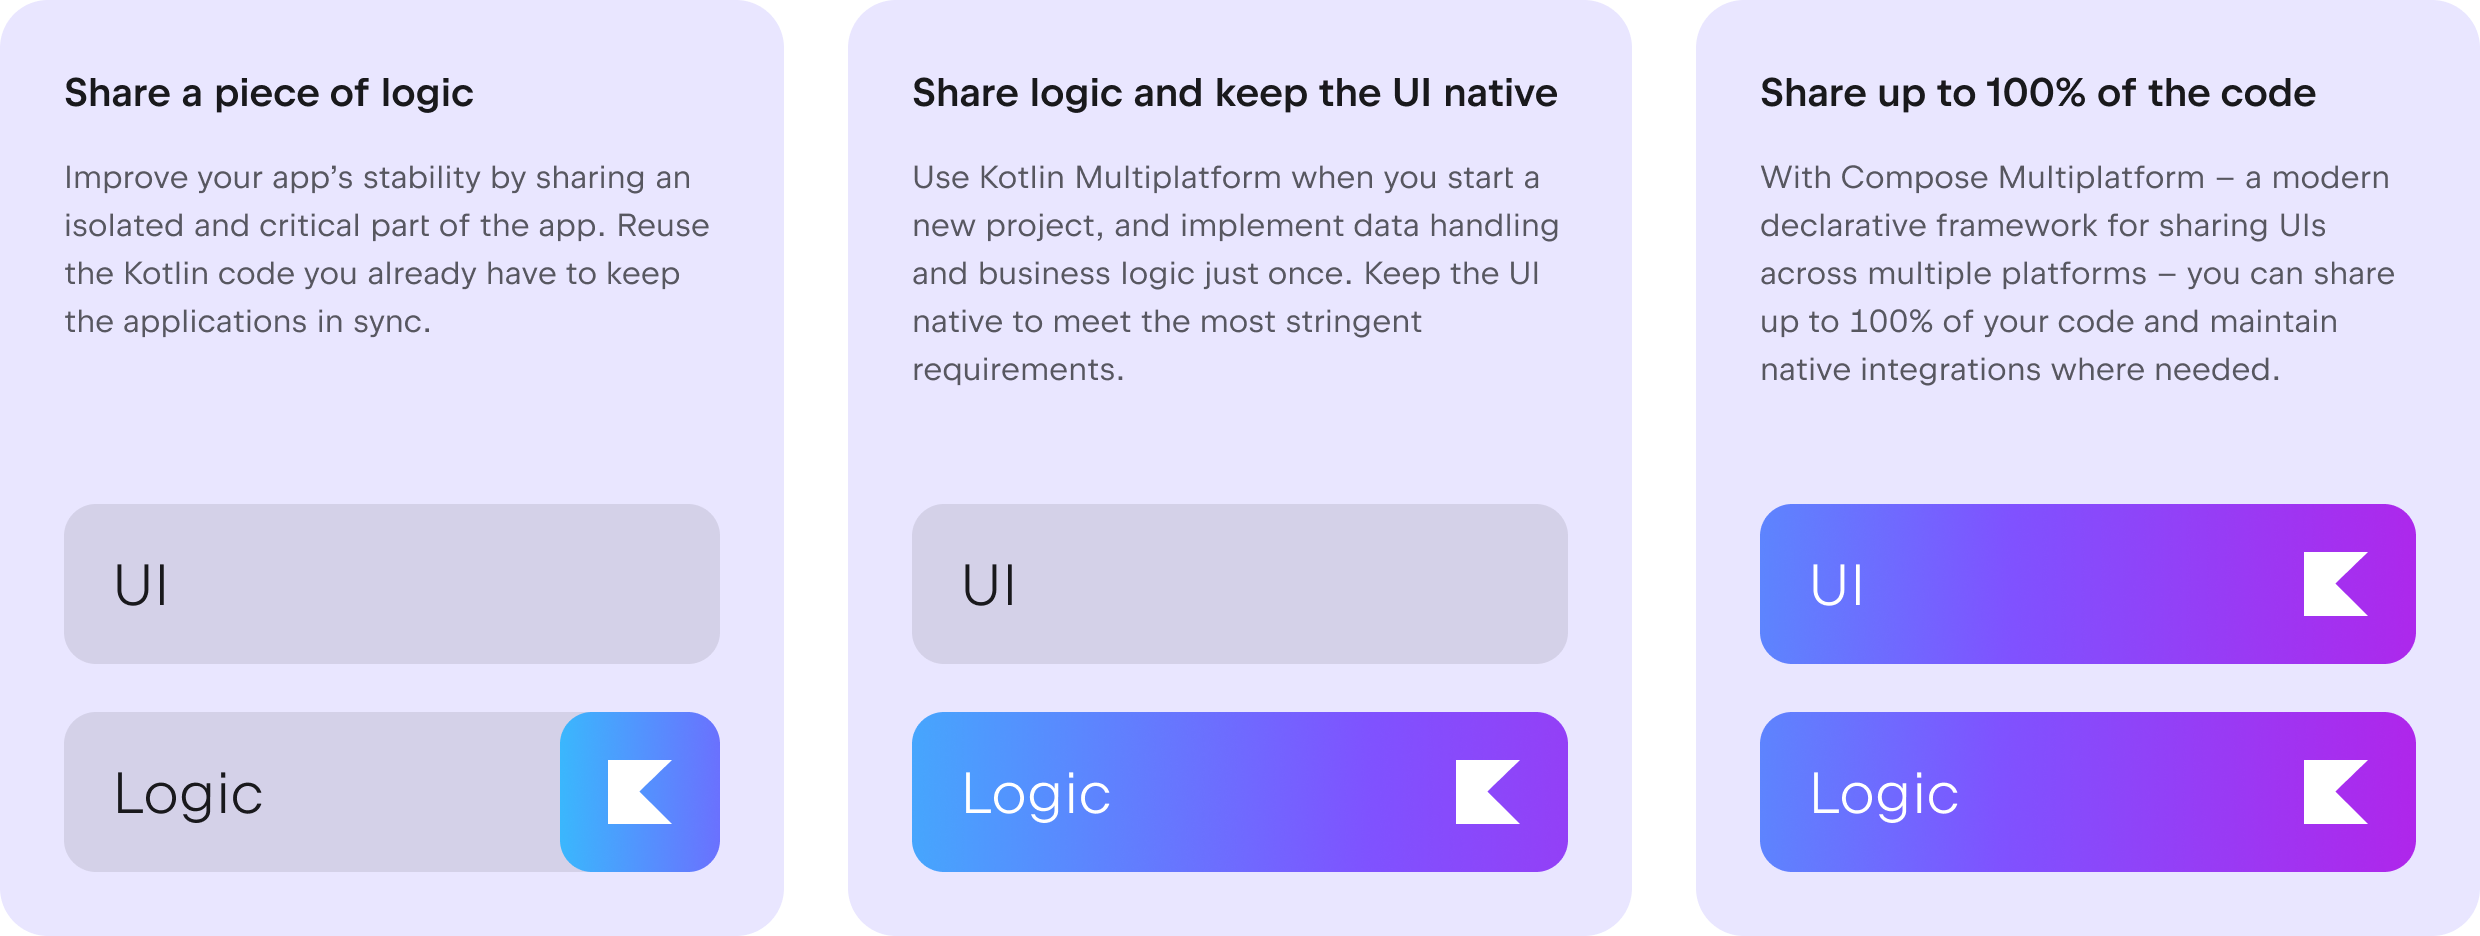 Share a piece of logic
Improve your app’s stability by sharing an
isolated and critical part of the app. Reuse
the Kotlin code you already have to keep
the applications in sync.
UI
Logic
Share logic and keep the UI native
Use Kotlin Multiplatform when you start a
new project, and implement data handling
and business logic just once. Keep the UI
native to meet the most stringent
requirements.
UI
Logic
Share up to 100% of the code
With Compose Multiplatform – a modern
declarative framework for sharing UIs
across multiple platforms – you can share
up to 100% of your code and maintain
native integrations where needed.
UI
Logic